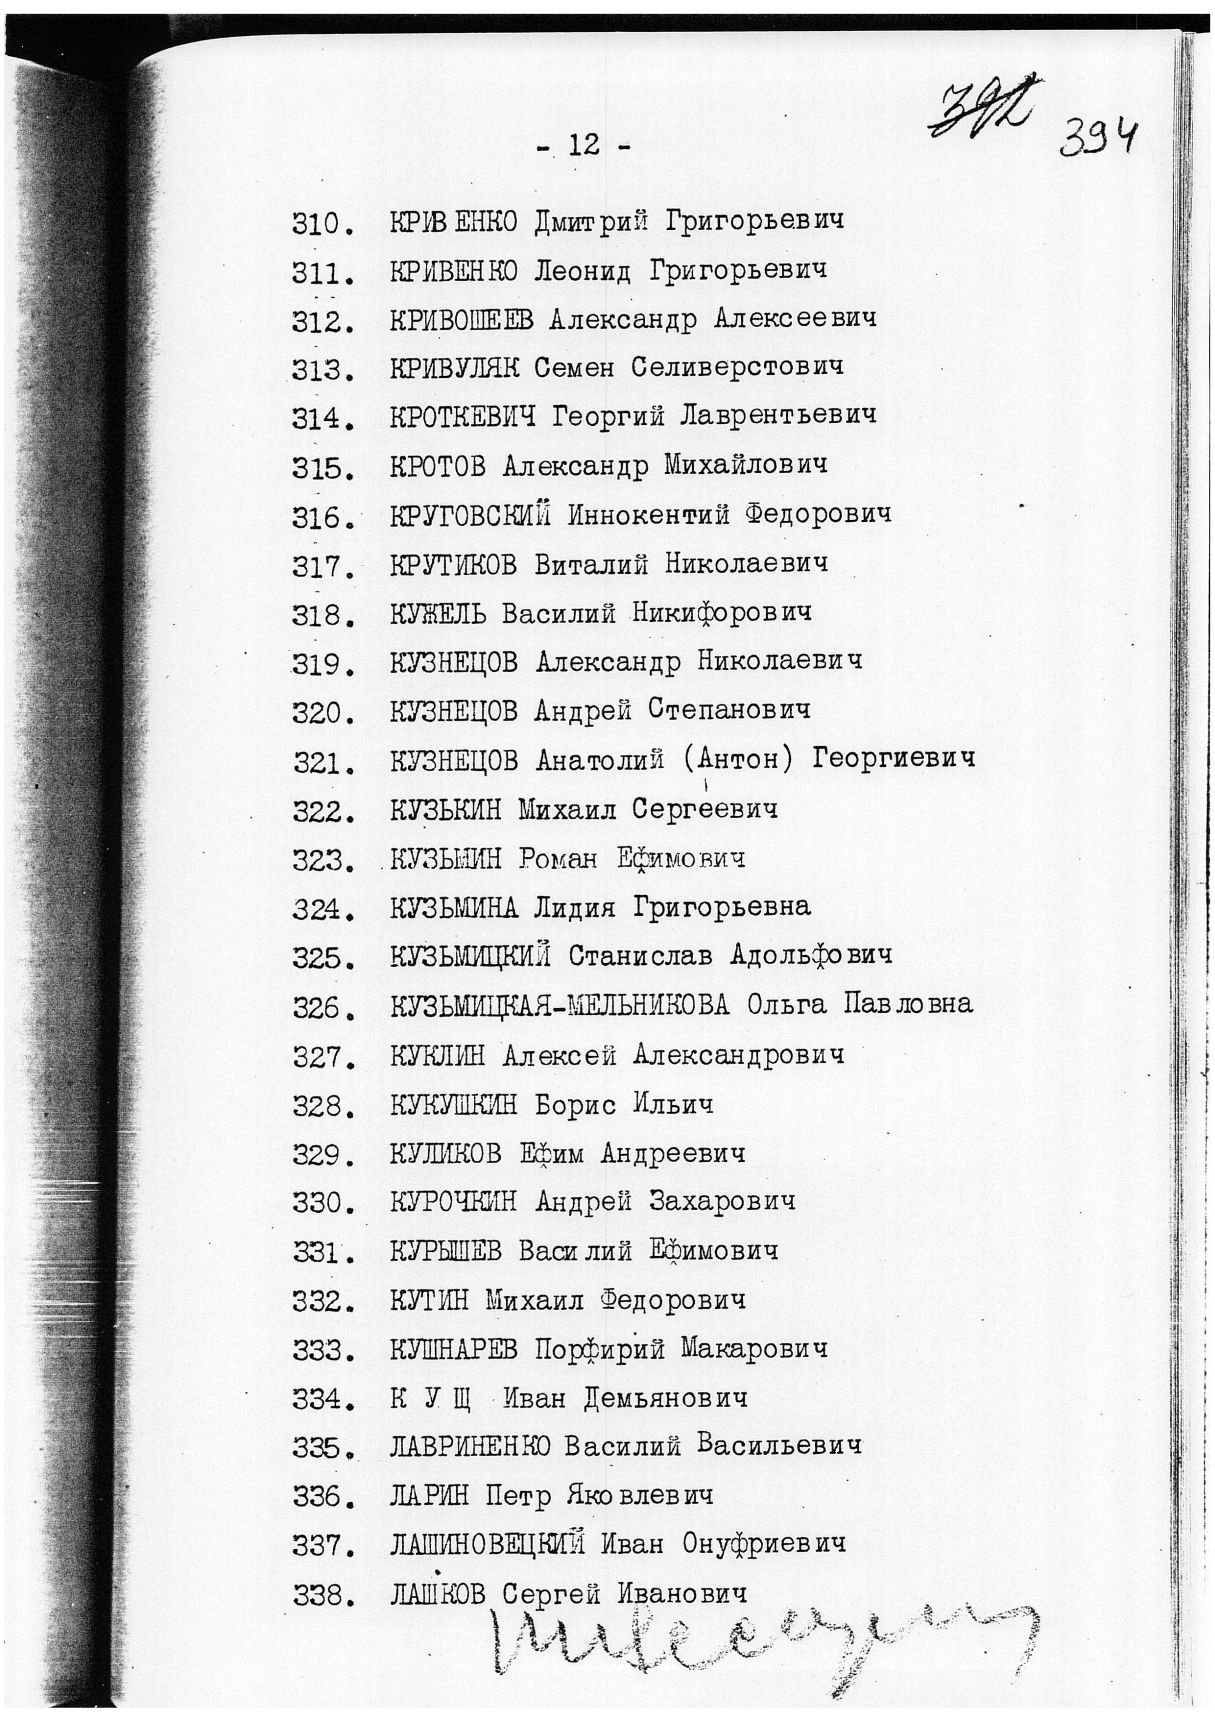 392 394
- 12 -
310. КРИВЕНКО Дмитрий Григорьевич
311. КРИВЕНКО Леонид Григорьевич
312. КРИВОШЕЕВ Александр Алексеевич
313. КРИВУЛЯК Семен Селиверстович
314. КРОТКЕВИЧ Георгий Лаврентьевич
315. КРОТОВ Александр Михайлович
316. КРУГОВСКИЙ Иннокентий Федорович
317. КРУТИКОВ Виталий Николаевич
318. КУЖЕЛЬ Василий Никифорович
319. КУЗНЕЦОВ Александр Николаевич
320. КУЗНЕЦОВ Андрей Степанович
321. КУЗНЕЦОВ Анатолий (Антон) Георгиевич
322. КУЗЬКИН Михаил Сергеевич
323. КУЗЬМИН Роман Ефимович
324. КУЗЬМИНА Лидия Григорьевна
325. КУЗЬМИЦКИЙ Станислав Адольфович
326. КУЗЬМИЦКАЯ-МЕЛЬНИКОВА Ольга Павловна
327. КУКЛИН Алексей Александрович
328. КУКУШКИН Борис Ильич
329. КУЛИКОВ Ефим Андреевич
330. КУРОЧКИН Андрей Захарович
331. КУРЫШЕВ Василий Ефимович
332. КУТИН Михаил Федорович
333. КУШНАРЕВ Порфирий Макарович
334. К У Щ Иван Демьянович
335. ЛАВРИНЕНКО Василий Васильевич
336. ЛАРИН Петр Яковлевич
337. ЛАШИНОВЕЦКИЙ Иван Онуфриевич
338. ЛАШКОВ Сергей Иванович